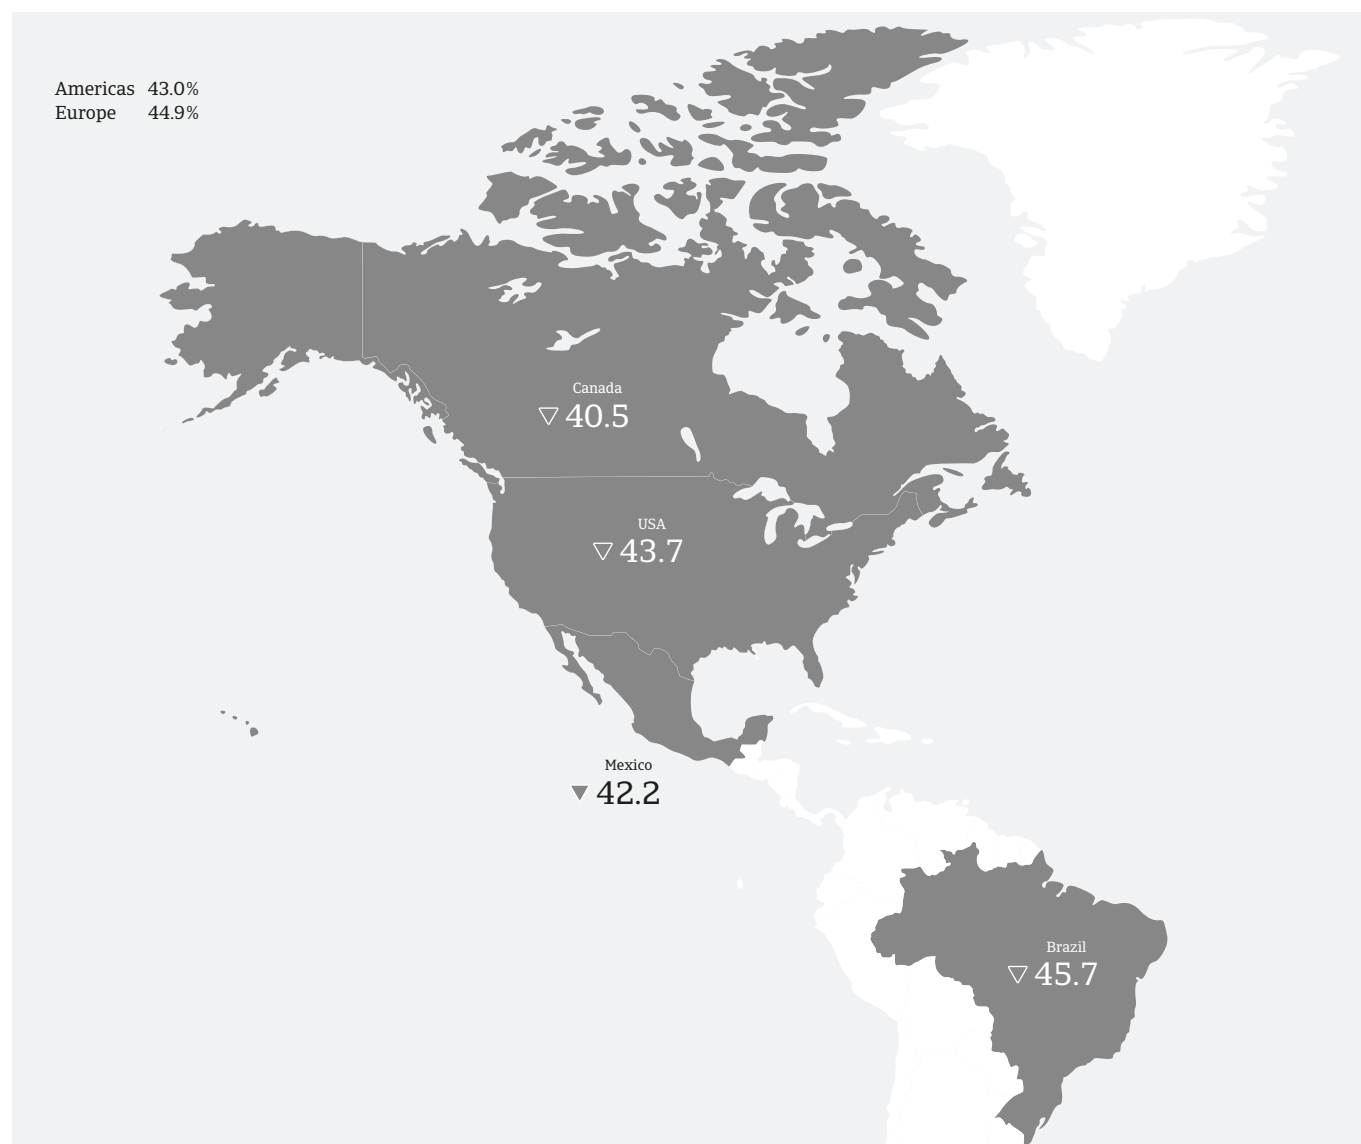 Americas 43.0%
Europe 44.9%
Canada
▽ 40.5
USA
▽ 43.7
Mexico
▼ 42.2
Brazil
▽ 45.7